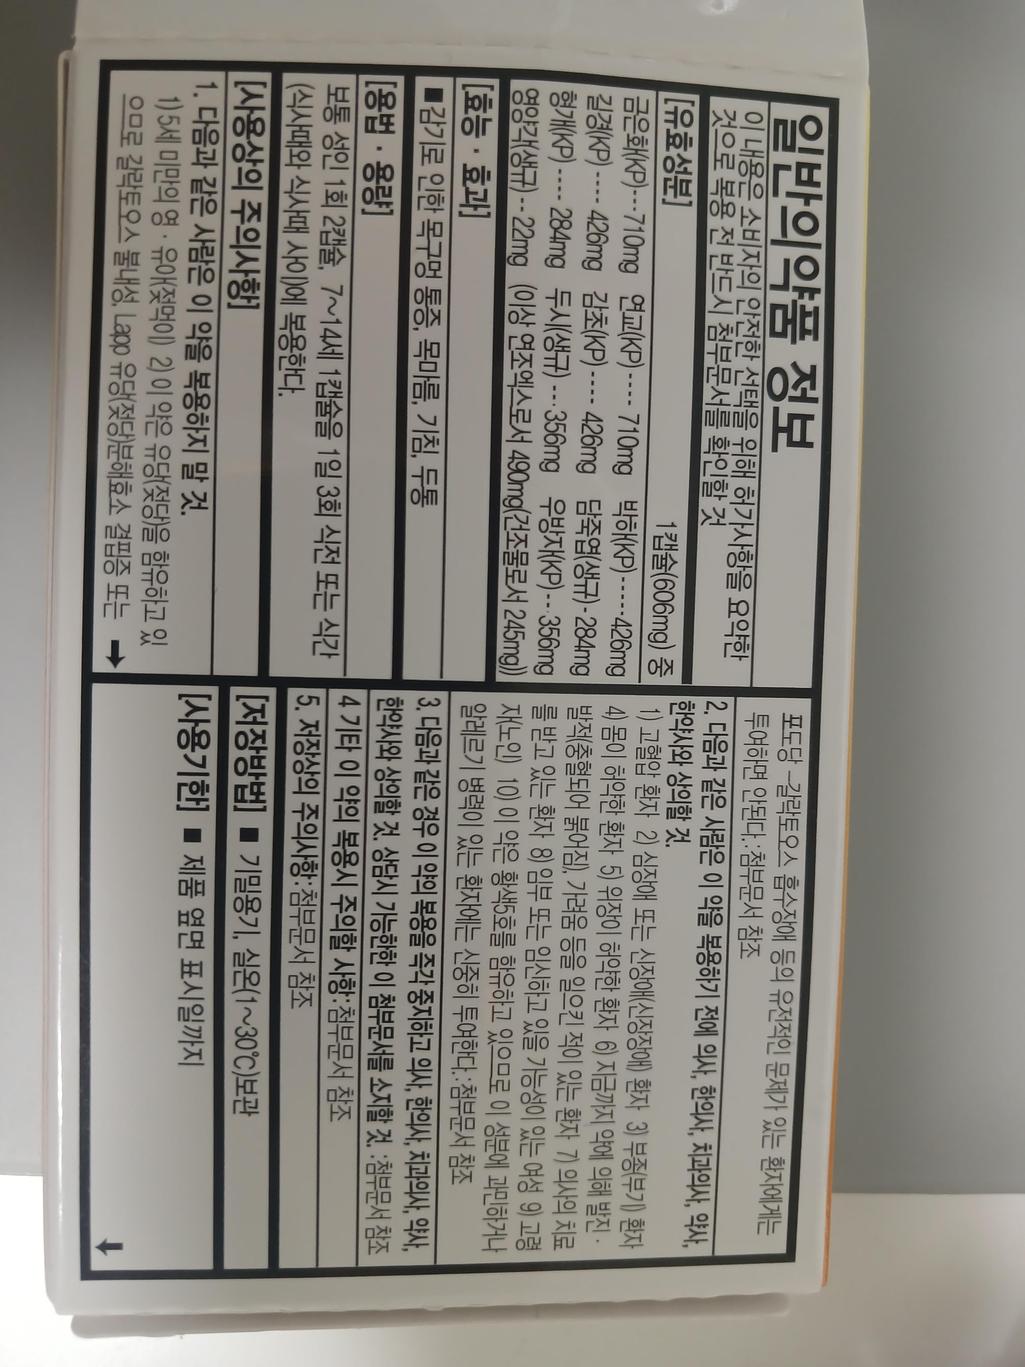 일반의약품 정보
이 내용은 소비자의 안전한 선택을 위해 허가사항을 요약한
것으로 복용 전 반드시 첨부문서를 확인할 것
[유효성분]
1캡슐(606mg) 중
금은화(KP)---710mg 연교(KP)---- 710mg 박하(KP)-----426mg
길경(KP)---- 426mg 감초(KP)---- 426mg 담죽엽(생규)-284mg
형개(KP)---- 284mg 두시(생규)---356mg 우방자(KP)---356mg
영양각(생규)-- 22mg (이상 연조엑스로서 490mg(건조물로서 245mg))
[효능 · 효과]
■감기로 인한 목구멍 통증, 목마름, 기침, 두통
[용법 · 용량]
보통 성인 1회 2캡슐, 7~14세 1캡슐을 1일 3회 식전 또는 식간
(식사때와 식사때 사이)에 복용한다.
[사용상의 주의사항]
1. 다음과 같은 사람은 이 약을 복용하지 말 것.
1) 5세 미만의 영 · 유아(젖먹이) 2) 이 약은 유당(젖당)을 함유하고 있
으므로 갈락토오스 불내성, Lapp 유당(젖당)분해효소 결핍증 또는
포도당 –갈락토오스 흡수장애 등의 유전적인 문제가 있는 환자에게는
투여하면 안된다.:첨부문서 참조
2. 다음과 같은 사람은 이 약을 복용하기 전에 의사, 한의사, 치과의사, 약사,
한약사와 상의할 것.
1) 고혈압 환자 2) 심장애 또는 신장애(신장장애) 환자 3) 부종(부기) 환자
4) 몸이 허약한 환자 5) 위장이 허약한 환자 6) 지금까지 약에 의해 발진 ·
발적(충혈되어 붉어짐), 가려움 등을 일으킨 적이 있는 환자 7) 의사의 치료
를 받고 있는 환자 8) 임부 또는 임신하고 있을 가능성이 있는 여성 9) 고령
자(노인) 10) 이 약은 황색5호를 함유하고 있으므로 이 성분에 과민하거나
알레르기 병력이 있는 환자에는 신중히 투여한다.:첨부문서 참조
3. 다음과 같은 경우 이 약의 복용을 즉각 중지하고 의사, 한의사, 치과의사, 약사,
한약사와 상의할 것. 상담시 가능한한 이 첨부문서를 소지할 것. :첨부문서 참조
4 기타 이 약의 복용시 주의할 사항:첨부문서 참조
5. 저장상의 주의사항:첨부문서 참조
[저장방법] ■ 기밀용기, 실온(1~30℃)보관
[사용기한] ■ 제품 옆면 표시일까지